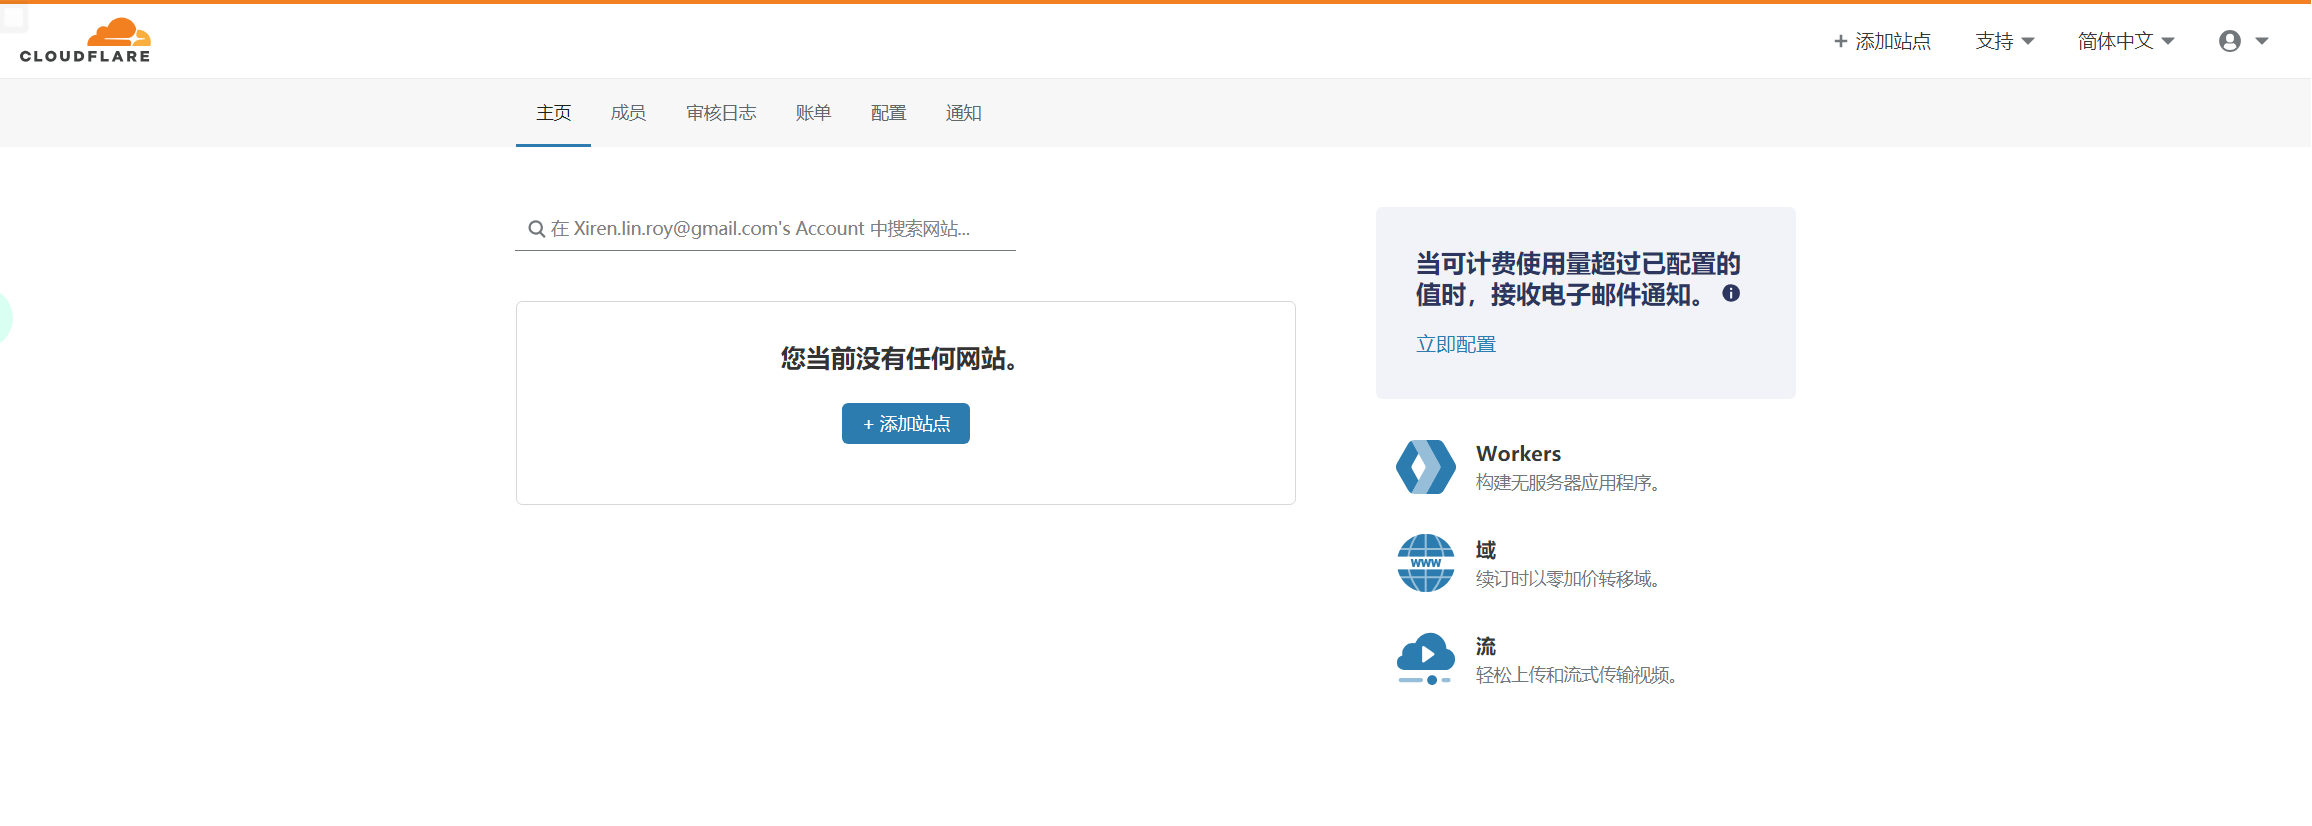 CLOUDFLARE
+ 添加站点
支持
简体中文
主页
成员
审核日志
账单
配置
通知
在 Xiren.lin.roy@gmail.com's Account 中搜索网站...
您当前没有任何网站。
+ 添加站点
当可计费使用量超过已配置的
值时，接收电子邮件通知。
立即配置
Workers
构建无服务器应用程序。
www
域
续订时以零加价转移域。
流
轻松上传和流式传输视频。